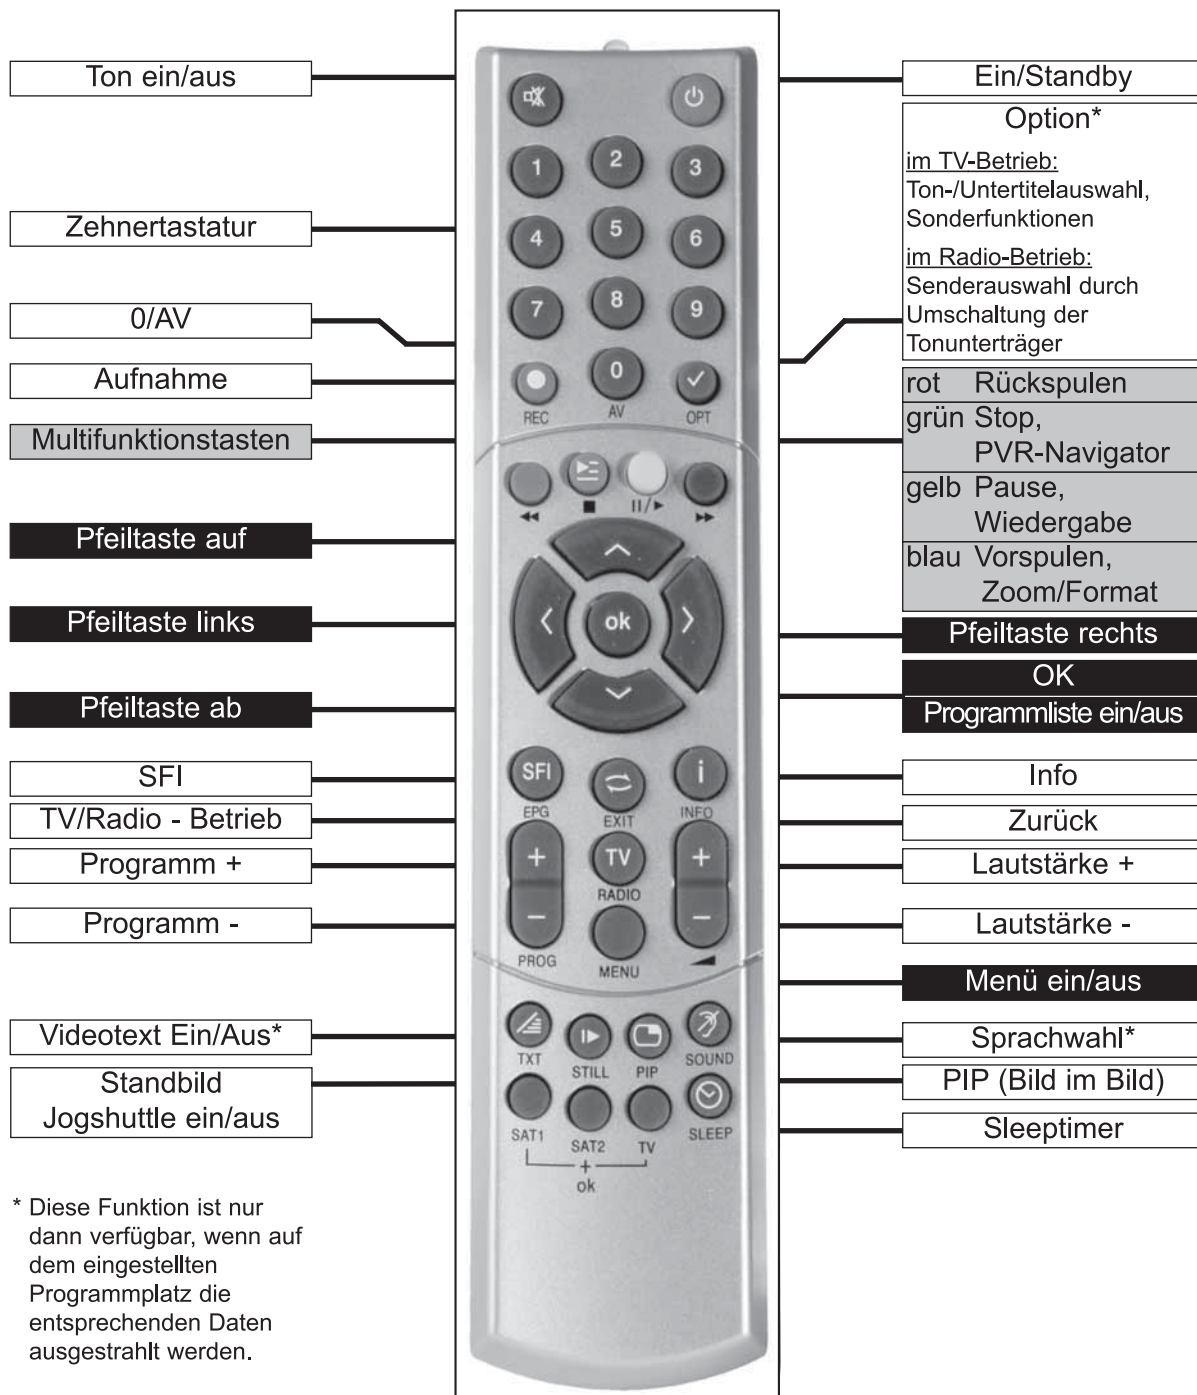 Ton ein/aus
Zehnertastatur
0/AV
Aufnahme
Multifunktionstasten
Pfeiltaste auf
Pfeiltaste links
Pfeiltaste ab
SFI
TV/Radio - Betrieb
Programm +
Programm -
Videotext Ein/Aus*
Standbild
Jogshuttle ein/aus
* Diese Funktion ist nur
dann verfügbar, wenn auf
dem eingestellten
Programmplatz die
entsprechenden Daten
ausgestrahlt werden.
1 2 3
4 5 6
7 8 9
0
REC AV OPT
ok
SFI i
EPG EXIT INFO
+ TV +
RADIO
- -
PROG MENU
TXT STILL PIP SOUND
SAT1 SAT2 TV SLEEP
+
ok
Ein/Standby
Option*
im TV-Betrieb:
Ton-/Untertitelauswahl,
Sonderfunktionen
im Radio-Betrieb:
Senderauswahl durch
Umschaltung der
Tonunterträger
rot Rückspulen
grün Stop,
PVR-Navigator
gelb Pause,
Wiedergabe
blau Vorspulen,
Zoom/Format
Pfeiltaste rechts
OK
Programmliste ein/aus
Info
Zurück
Lautstärke +
Lautstärke -
Menü ein/aus
Sprachwahl*
PIP (Bild im Bild)
Sleeptimer